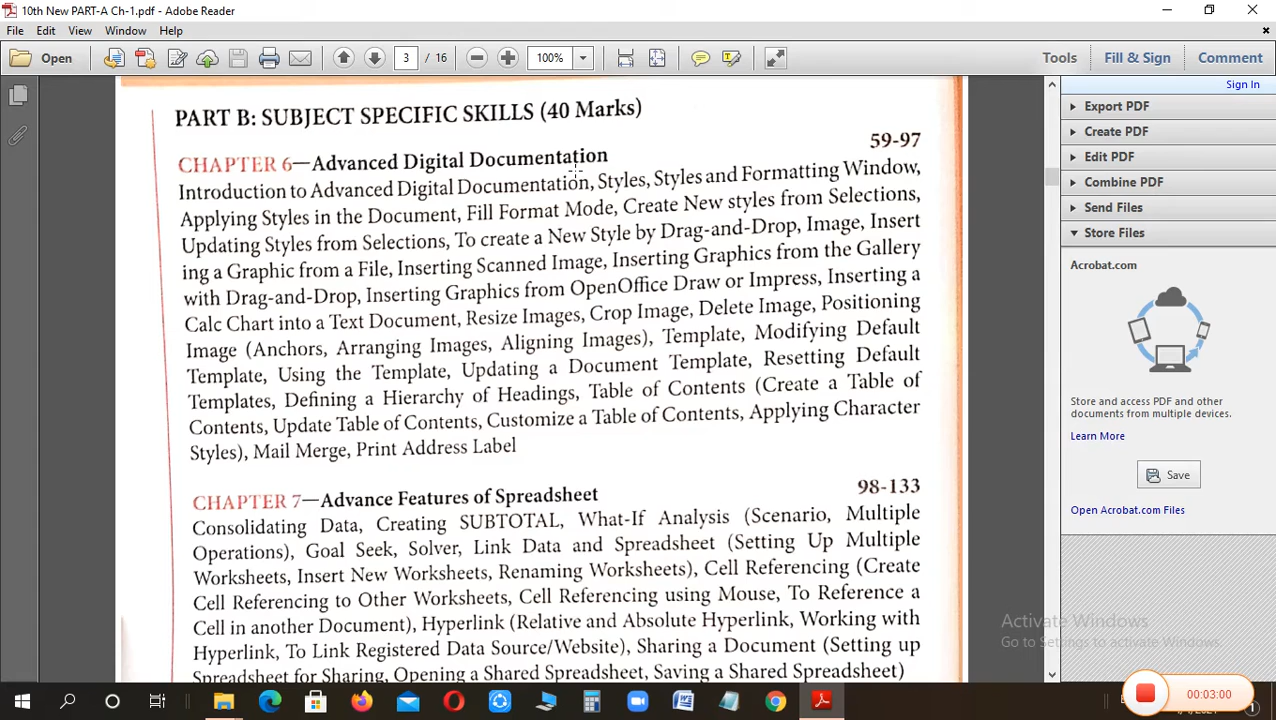 10th New PART-A Ch-1.pdf - Adobe Reader
File Edit View Window Help
Open 3 / 16 100% Tools Fill & Sign Comment
Sign In
Export PDF
Create PDF
Edit PDF
Combine PDF
Send Files
Store Files
Acrobat.com
Store and access PDF and other
documents from multiple devices.
Learn More
Save
Open Acrobat.com Files
PART B: SUBJECT SPECIFIC SKILLS (40 Marks)
CHAPTER 6—Advanced Digital Documentation 59-97
Introduction to Advanced Digital Documentation, Styles, Styles and Formatting Window,
Applying Styles in the Document, Fill Format Mode, Create New styles from Selections,
Updating Styles from Selections, To create a New Style by Drag-and-Drop, Image, Insert
ing a Graphic from a File, Inserting Scanned Image, Inserting Graphics from the Gallery
with Drag-and-Drop, Inserting Graphics from OpenOffice Draw or Impress, Inserting a
Calc Chart into a Text Document, Resize Images, Crop Image, Delete Image, Positioning
Image (Anchors, Arranging Images, Aligning Images), Template, Modifying Default
Template, Using the Template, Updating a Document Template, Resetting Default
Templates, Defining a Hierarchy of Headings, Table of Contents (Create a Table of
Contents, Update Table of Contents, Customize a Table of Contents, Applying Character
Styles), Mail Merge, Print Address Label
CHAPTER 7—Advance Features of Spreadsheet 98-133
Consolidating Data, Creating SUBTOTAL, What-If Analysis (Scenario, Multiple
Operations), Goal Seek, Solver, Link Data and Spreadsheet (Setting Up Multiple
Worksheets, Insert New Worksheets, Renaming Worksheets), Cell Referencing (Create
Cell Referencing to Other Worksheets, Cell Referencing using Mouse, To Reference a
Cell in another Document), Hyperlink (Relative and Absolute Hyperlink, Working with
Hyperlink, To Link Registered Data Source/Website), Sharing a Document (Setting up
Spreadsheet for Sharing, Opening a Shared Spreadsheet, Saving a Shared Spreadsheet)
Activate Windows
Go to Settings to activate Windows.
00:03:00